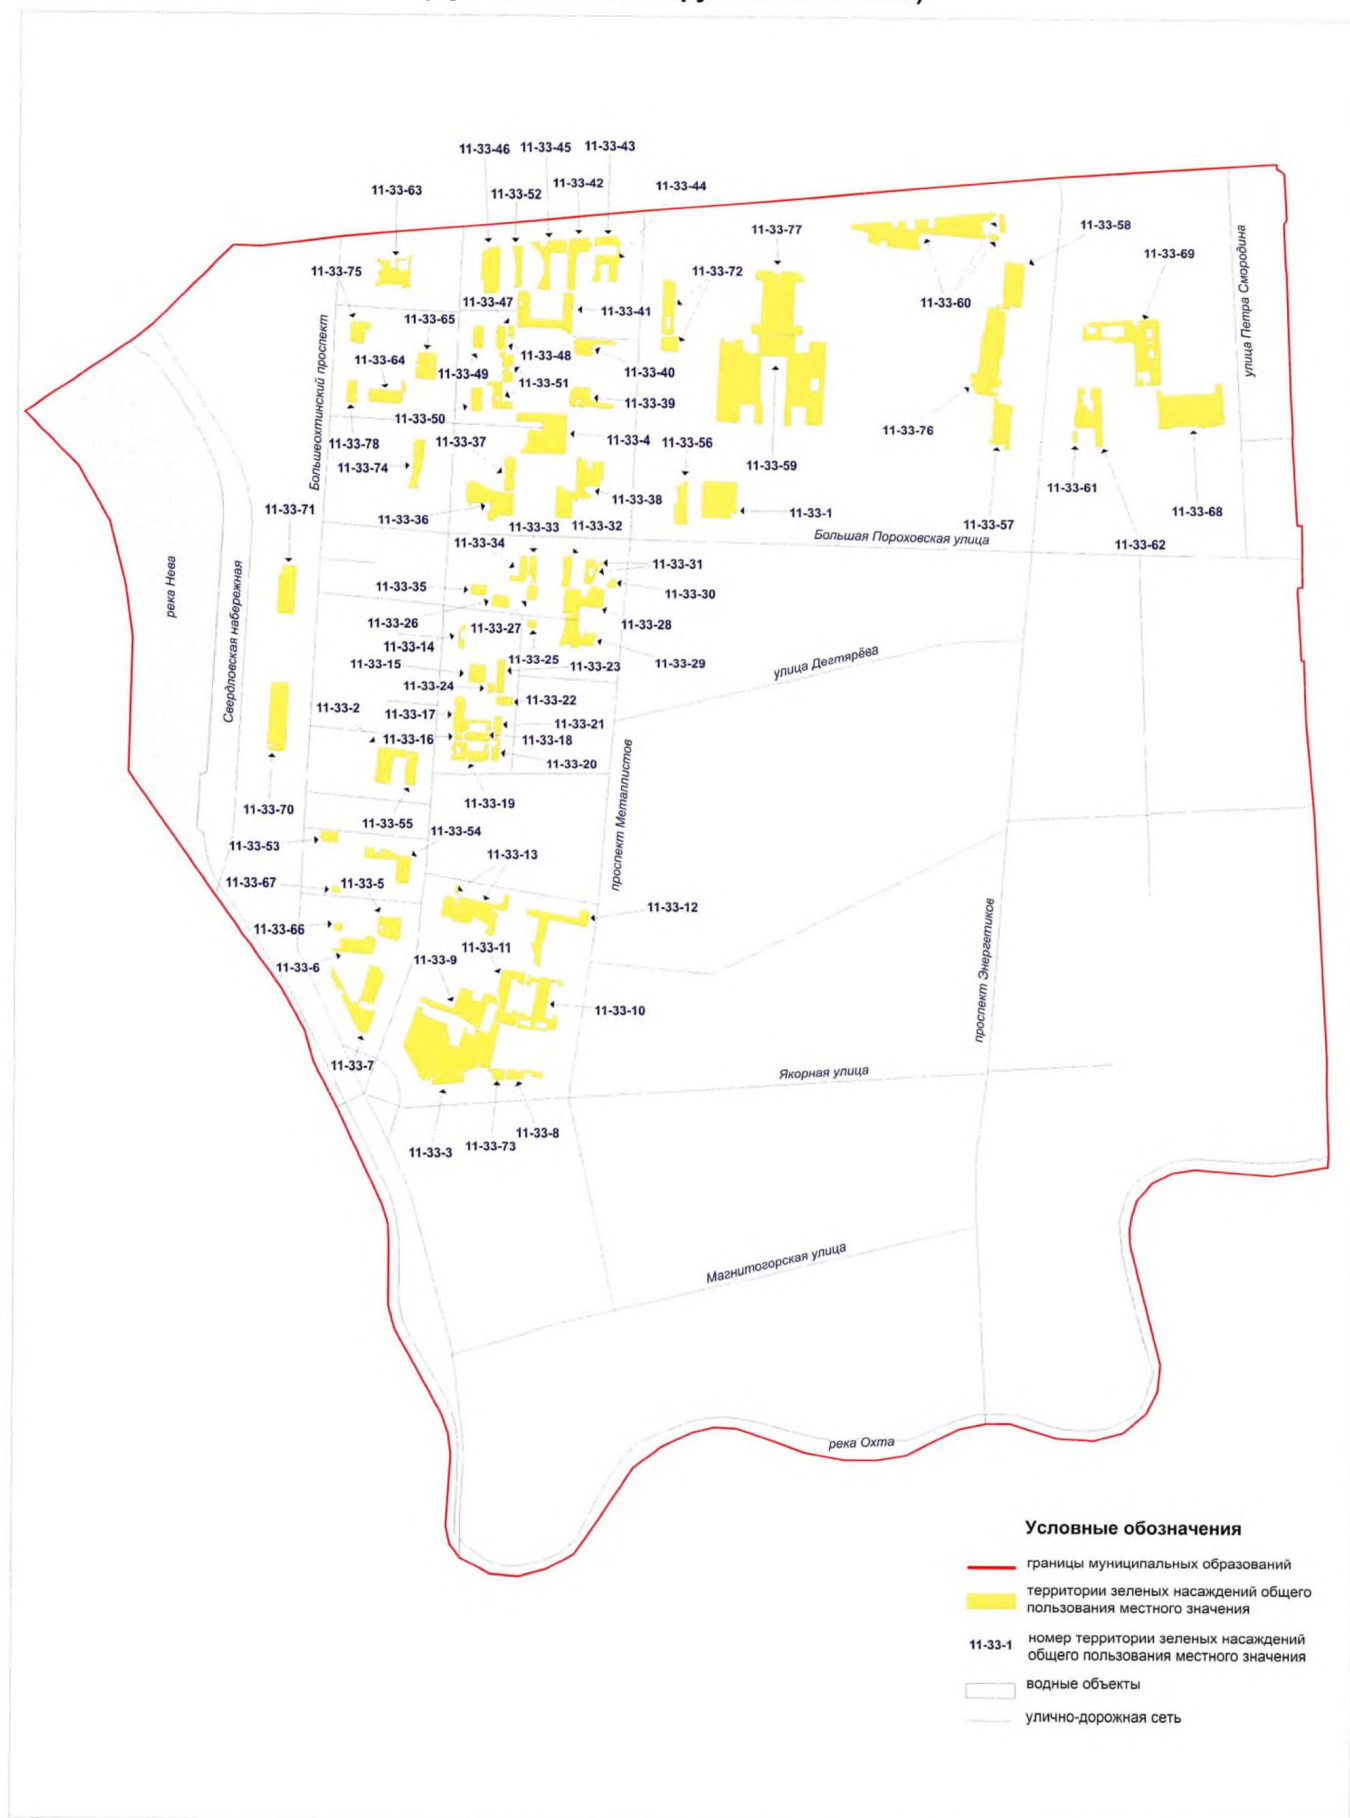 11-33-46 11-33-45 11-33-43
11-33-63 11-33-52 11-33-42 11-33-44
11-33-77 11-33-58
11-33-75 11-33-72 11-33-69
11-33-47 11-33-41 11-33-60
11-33-65
11-33-64 11-33-49 11-33-48 11-33-40
11-33-51
11-33-50 11-33-39
11-33-78 11-33-37 11-33-4 11-33-56 11-33-76
11-33-74 11-33-59
11-33-38 11-33-61
11-33-71 11-33-36 11-33-33 11-33-32 11-33-1 11-33-57 11-33-68
11-33-34 11-33-62
11-33-31
11-33-35 11-33-30
11-33-26 11-33-27 11-33-28
11-33-14
11-33-15 11-33-25 11-33-23 11-33-29
11-33-24
11-33-2 11-33-17 11-33-22
11-33-21
11-33-16 11-33-18
11-33-20
11-33-70 11-33-19
11-33-55 11-33-54
11-33-53 11-33-13
11-33-67 11-33-5
11-33-12
11-33-66
11-33-6 11-33-9 11-33-11
11-33-10
11-33-7
11-33-3 11-33-73 11-33-8
река Нева
Свердловская набережная
Большеохтинский проспект
Большая Пороховская улица
улица Петра Смородина
улица Дегтярёва
проспект Металлистов
проспект Энергетиков
Якорная улица
Магнитогорская улица
река Охта
Условные обозначения
границы муниципальных образований
территории зеленых насаждений общего
пользования местного значения
11-33-1 номер территории зеленых насаждений
общего пользования местного значения
водные объекты
улично-дорожная сеть